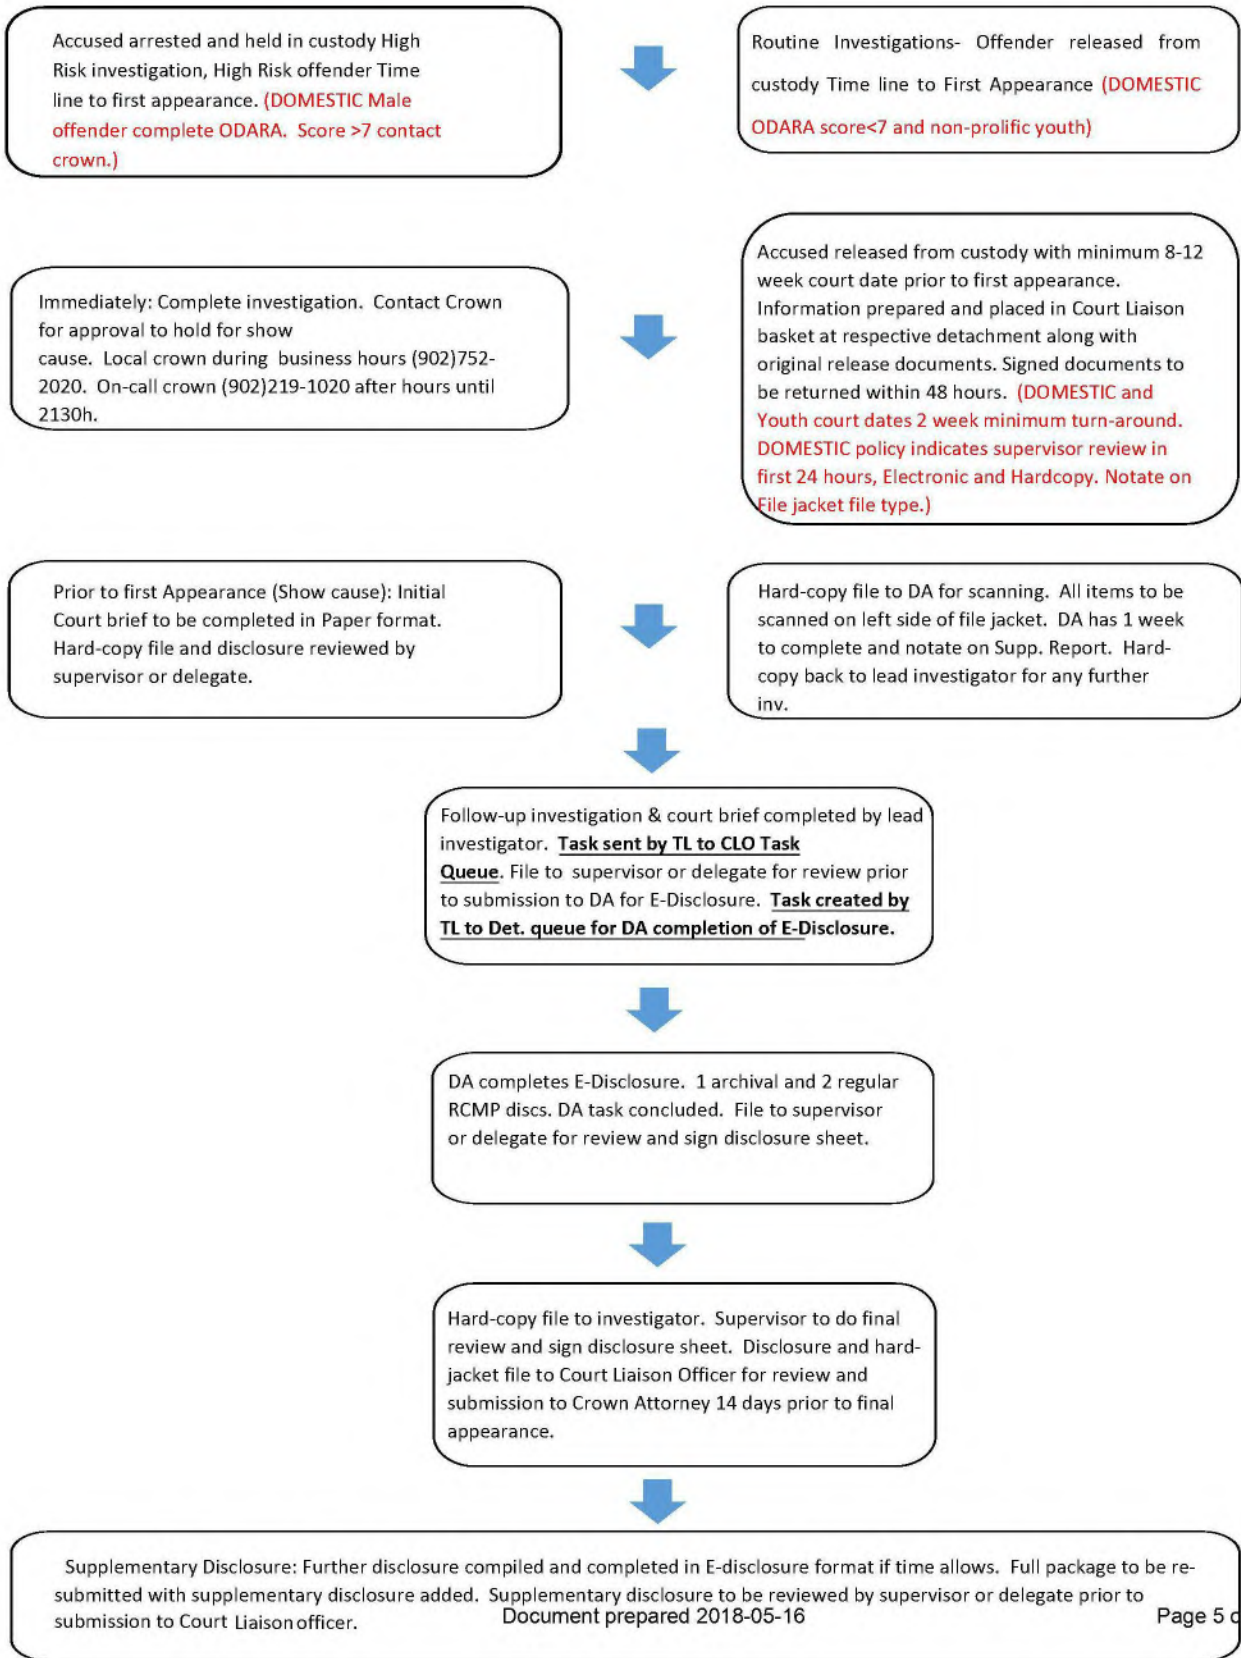 Accused arrested and held in custody High
Risk investigation, High Risk offender Time
line to first appearance. (DOMESTIC Male
offender complete ODARA. Score >7 contact
crown.)
Routine Investigations- Offender released from
custody Time line to First Appearance (DOMESTIC
ODARA score<7 and non-prolific youth)
Immediately: Complete investigation. Contact Crown
for approval to hold for show
cause. Local crown during business hours (902)752-
2020. On-call crown (902)219-1020 after hours until
2130h.
Accused released from custody with minimum 8-12
week court date prior to first appearance.
Information prepared and placed in Court Liaison
basket at respective detachment along with
original release documents. Signed documents to
be returned within 48 hours. (DOMESTIC and
Youth court dates 2 week minimum turn-around.
DOMESTIC policy indicates supervisor review in
first 24 hours, Electronic and Hardcopy. Notate on
File jacket file type.)
Prior to first Appearance (Show cause): Initial
Court brief to be completed in Paper format.
Hard-copy file and disclosure reviewed by
supervisor or delegate.
Hard-copy file to DA for scanning. All items to be
scanned on left side of file jacket. DA has 1 week
to complete and notate on Supp. Report. Hard-
copy back to lead investigator for any further
inv.
Follow-up investigation & court brief completed by lead
investigator. Task sent by TL to CLO Task
Queue. File to supervisor or delegate for review prior
to submission to DA for E-Disclosure. Task created by
TL to Det. queue for DA completion of E-Disclosure.
DA completes E-Disclosure. 1 archival and 2 regular
RCMP discs. DA task concluded. File to supervisor
or delegate for review and sign disclosure sheet.
Hard-copy file to investigator. Supervisor to do final
review and sign disclosure sheet. Disclosure and hard-
jacket file to Court Liaison Officer for review and
submission to Crown Attorney 14 days prior to final
appearance.
Supplementary Disclosure: Further disclosure compiled and completed in E-disclosure format if time allows. Full package to be re-
submitted with supplementary disclosure added. Supplementary disclosure to be reviewed by supervisor or delegate prior to
submission to Court Liaison officer.
Document prepared 2018-05-16
Page 5 o